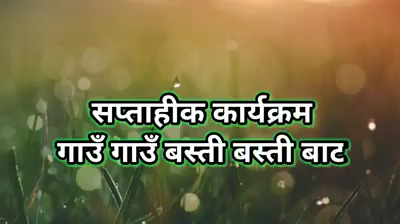 सप्ताहीक कार्यक्रम
गाउँ गाउँ बस्ती बस्ती बाट